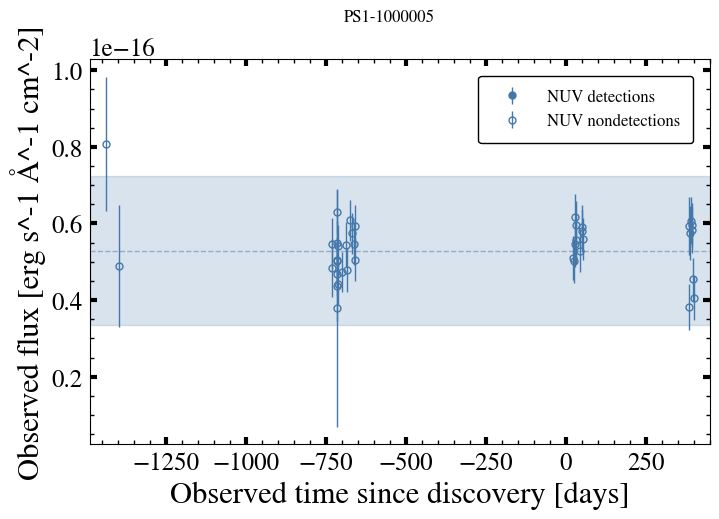 PS1-1000005
1e−16
1.0
0.8
0.6
0.4
0.2
Observed flux [erg s^-1 Å^-1 cm^-2]
NUV detections
NUV nondetections
−1250 −1000 −750 −500 −250 0 250
Observed time since discovery [days]